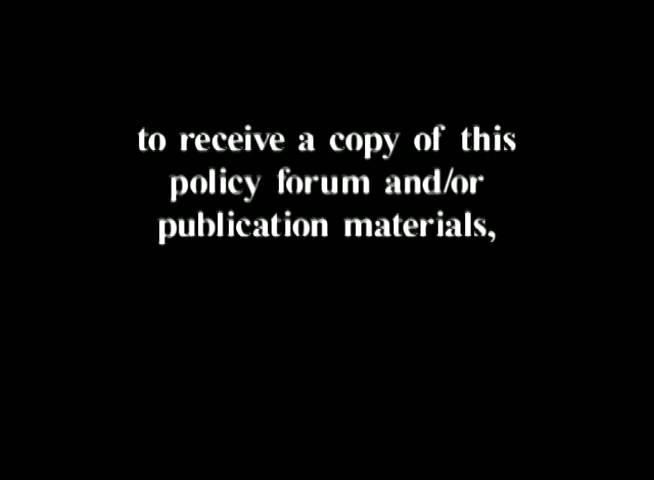 to receive a copy of this
policy forum and/or
publication materials,